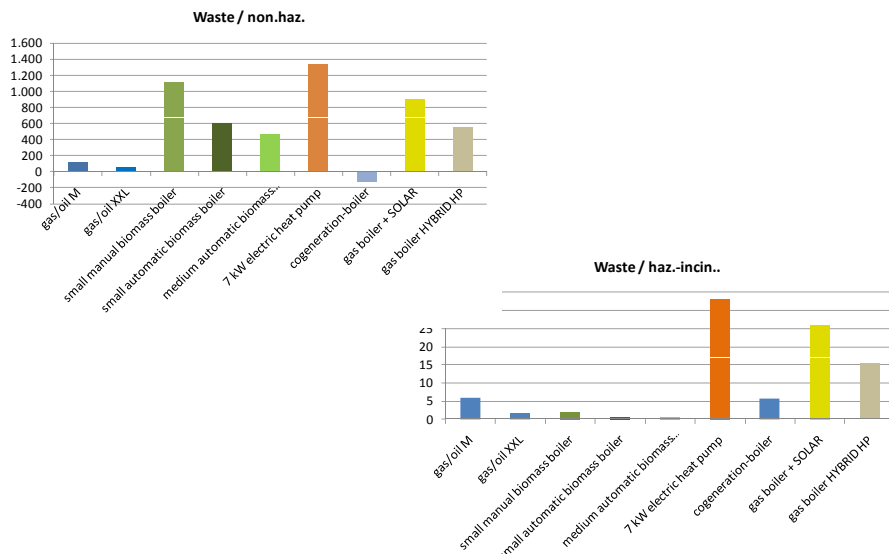 Waste / non.haz.
1.600
1.400
1.200
1.000
800
600
400
200
0
-200
-400
gas/oil M
gas/oil XXL
small manual biomass boiler
small automatic biomass boiler
medium automatic biomass...
7 kW electric heat pump
cogeneration-boiler
gas boiler + SOLAR
gas boiler HYBRID HP
Waste / haz.-incin..
25
20
15
10
5
0
gas/oil M
gas/oil XXL
small manual biomass boiler
small automatic biomass boiler
medium automatic biomass...
7 kW electric heat pump
cogeneration-boiler
gas boiler + SOLAR
gas boiler HYBRID HP